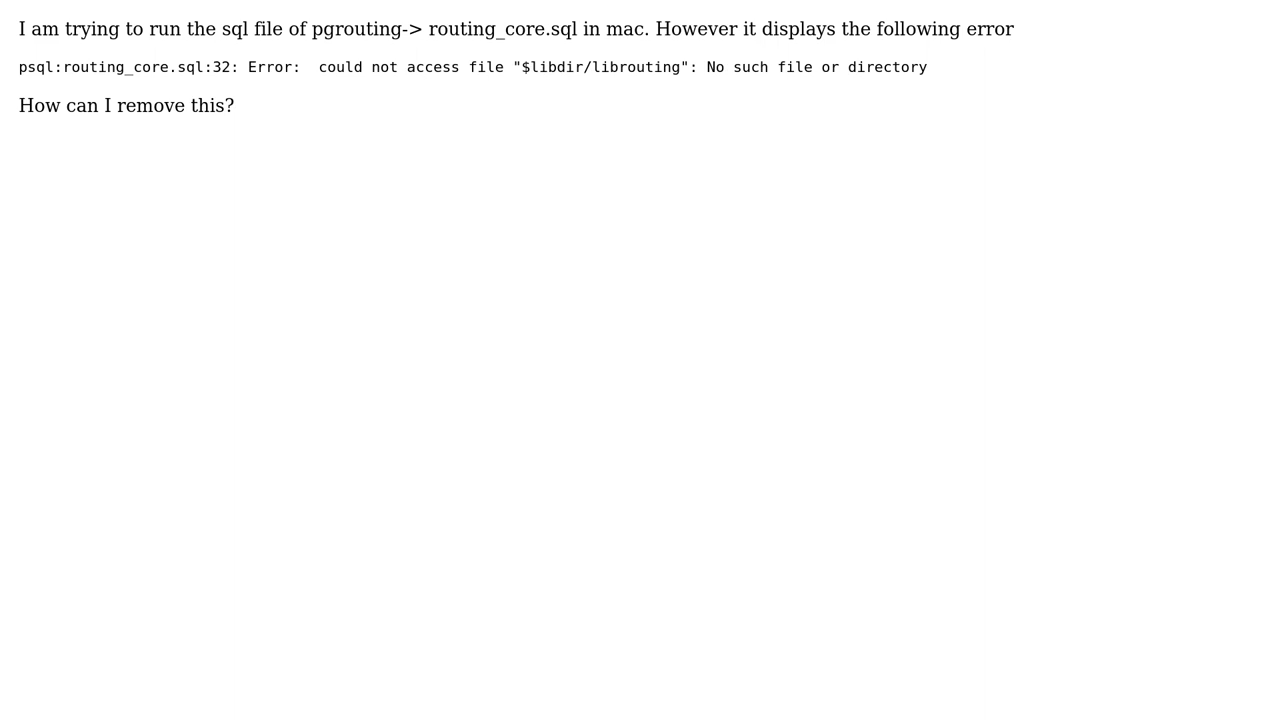 I am trying to run the sql file of pgrouting-> routing_core.sql in mac. However it displays the following error
psql:routing_core.sql:32: Error:  could not access file "$libdir/librouting": No such file or directory
How can I remove this?